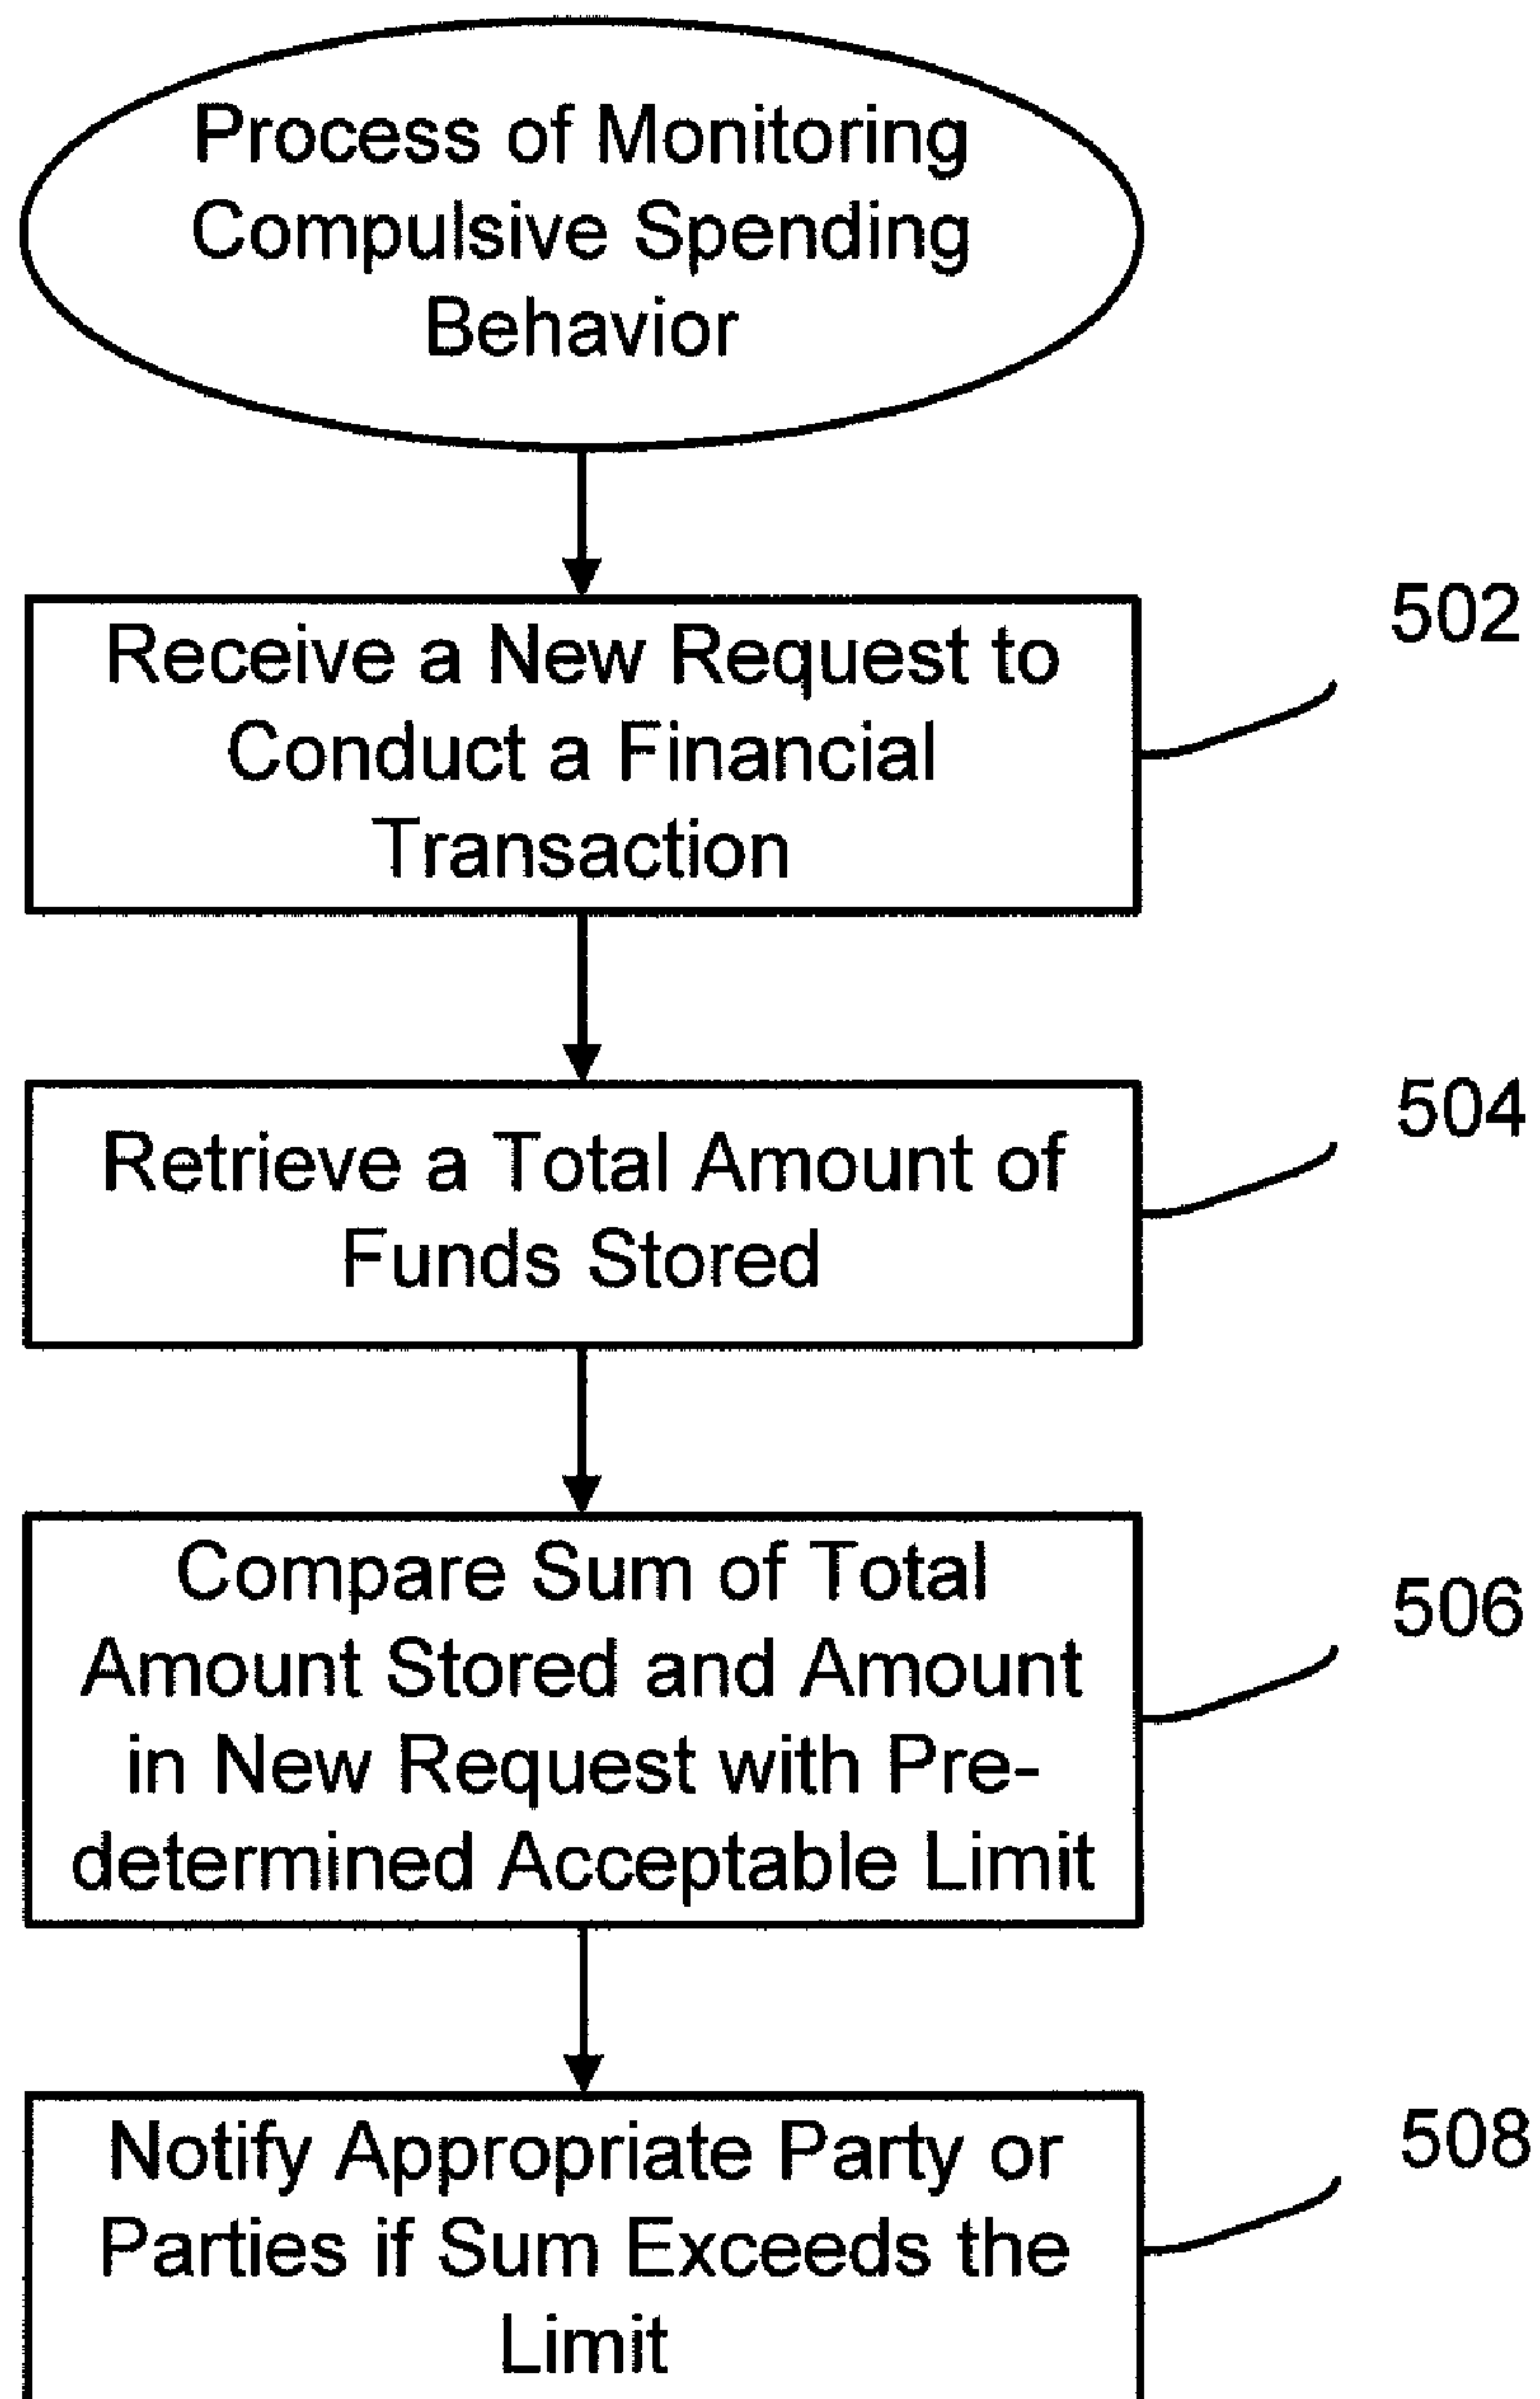 Process of Monitoring
Compulsive Spending
Behavior
502
Receive a New Request to
Conduct a Financial
Transaction
504
Retrieve a Total Amount of
Funds Stored
506
Compare Sum of Total
Amount Stored and Amount
in New Request with Pre-
determined Acceptable Limit
508
Notify Appropriate Party or
Parties if Sum Exceeds the
Limit